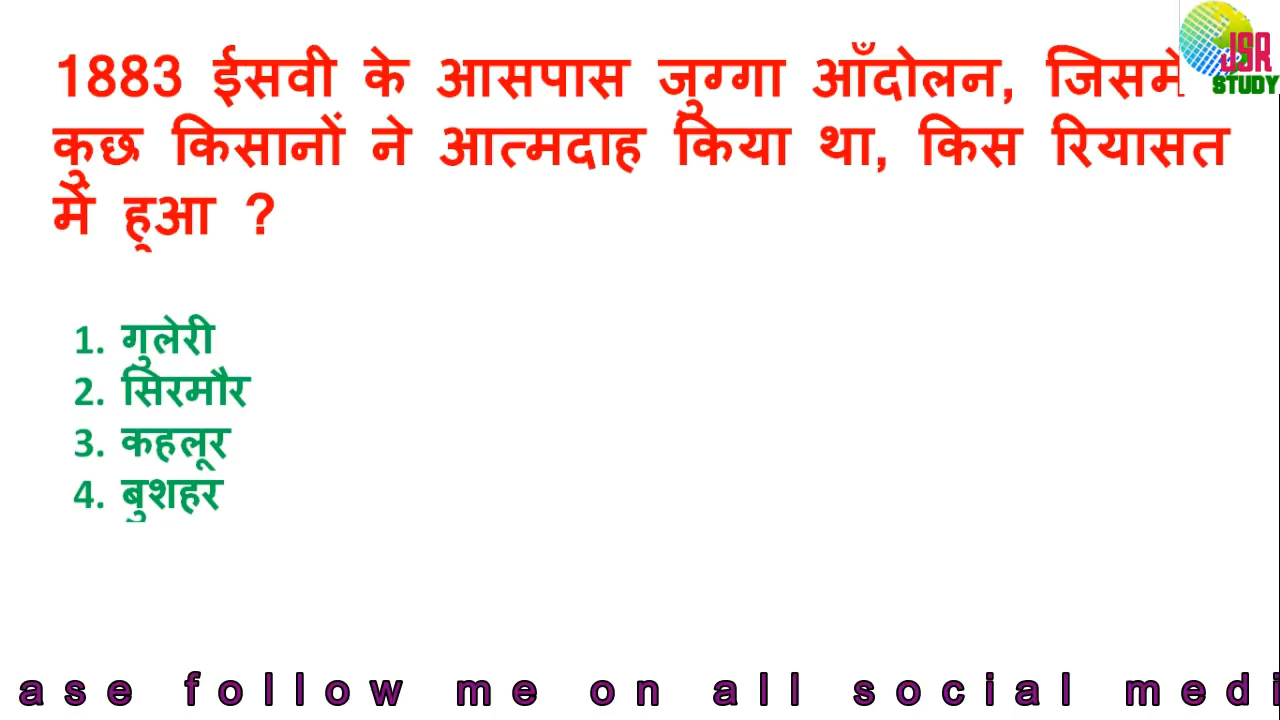 JSR
STUDY
1883 ईसवी के आसपास जुग्गा आँदोलन, जिसमें
कुछ किसानों ने आत्मदाह किया था, किस रियासत
में हूआ ?
1. गुलेरी
2. सिरमौर
3. कहलूर
4. बुशहर
ase follow me on all social medi